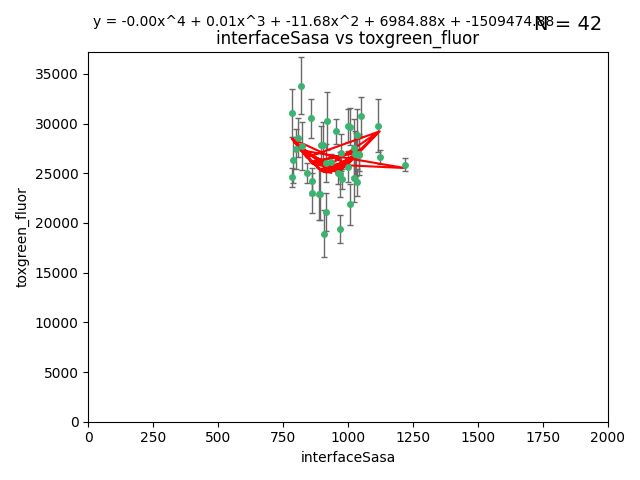 y = -0.00x^4 + 0.01x^3 + -11.68x^2 + 6984.88x + -1509474.88
N = 42
interfaceSasa vs toxgreen_fluor
35000
30000
25000
20000
15000
10000
5000
0
toxgreen_fluor
0 250 500 750 1000 1250 1500 1750 2000
interfaceSasa